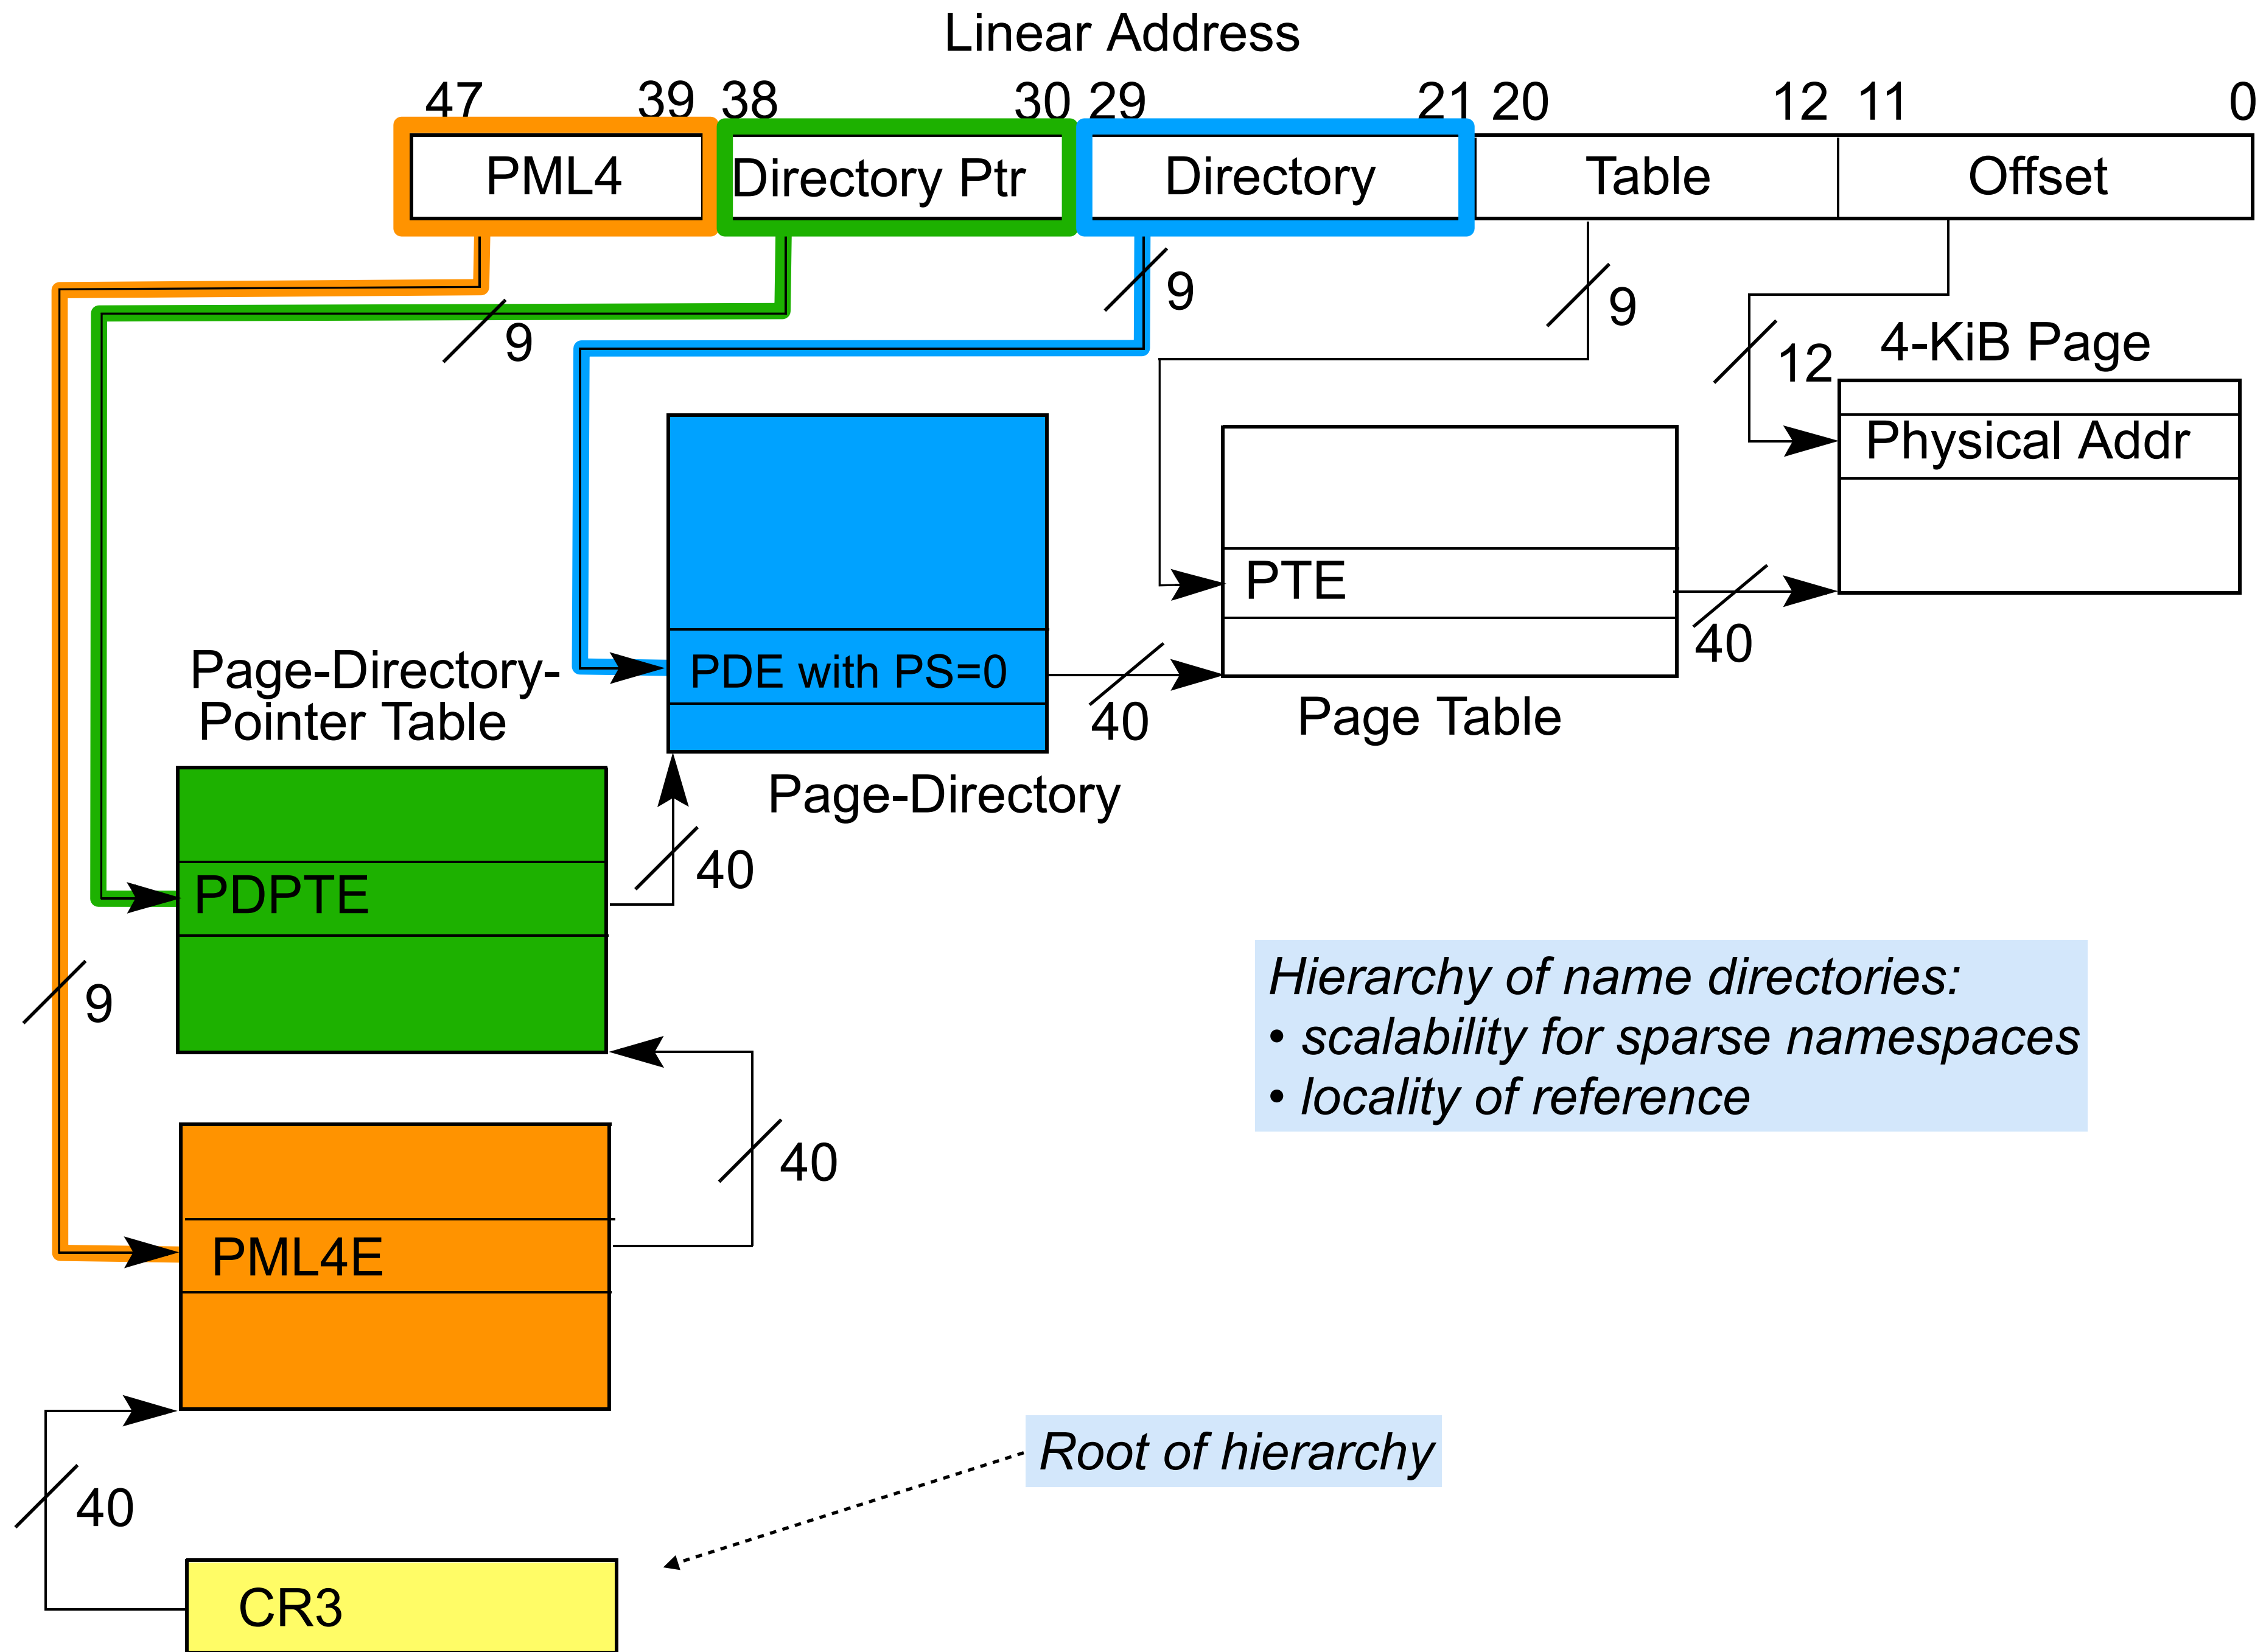 Linear Address
47 39 38 30 29 21 20 12 11 0
PML4 Directory Ptr Directory Table Offset
9
9
9
12
4-KiB Page
Physical Addr
PTE
40
Page-Directory-
Pointer Table
PDE with PS=0
40
Page Table
Page-Directory
40
PDPTE
9
Hierarchy of name directories:
• scalability for sparse namespaces
• locality of reference
40
PML4E
Root of hierarchy
40
CR3